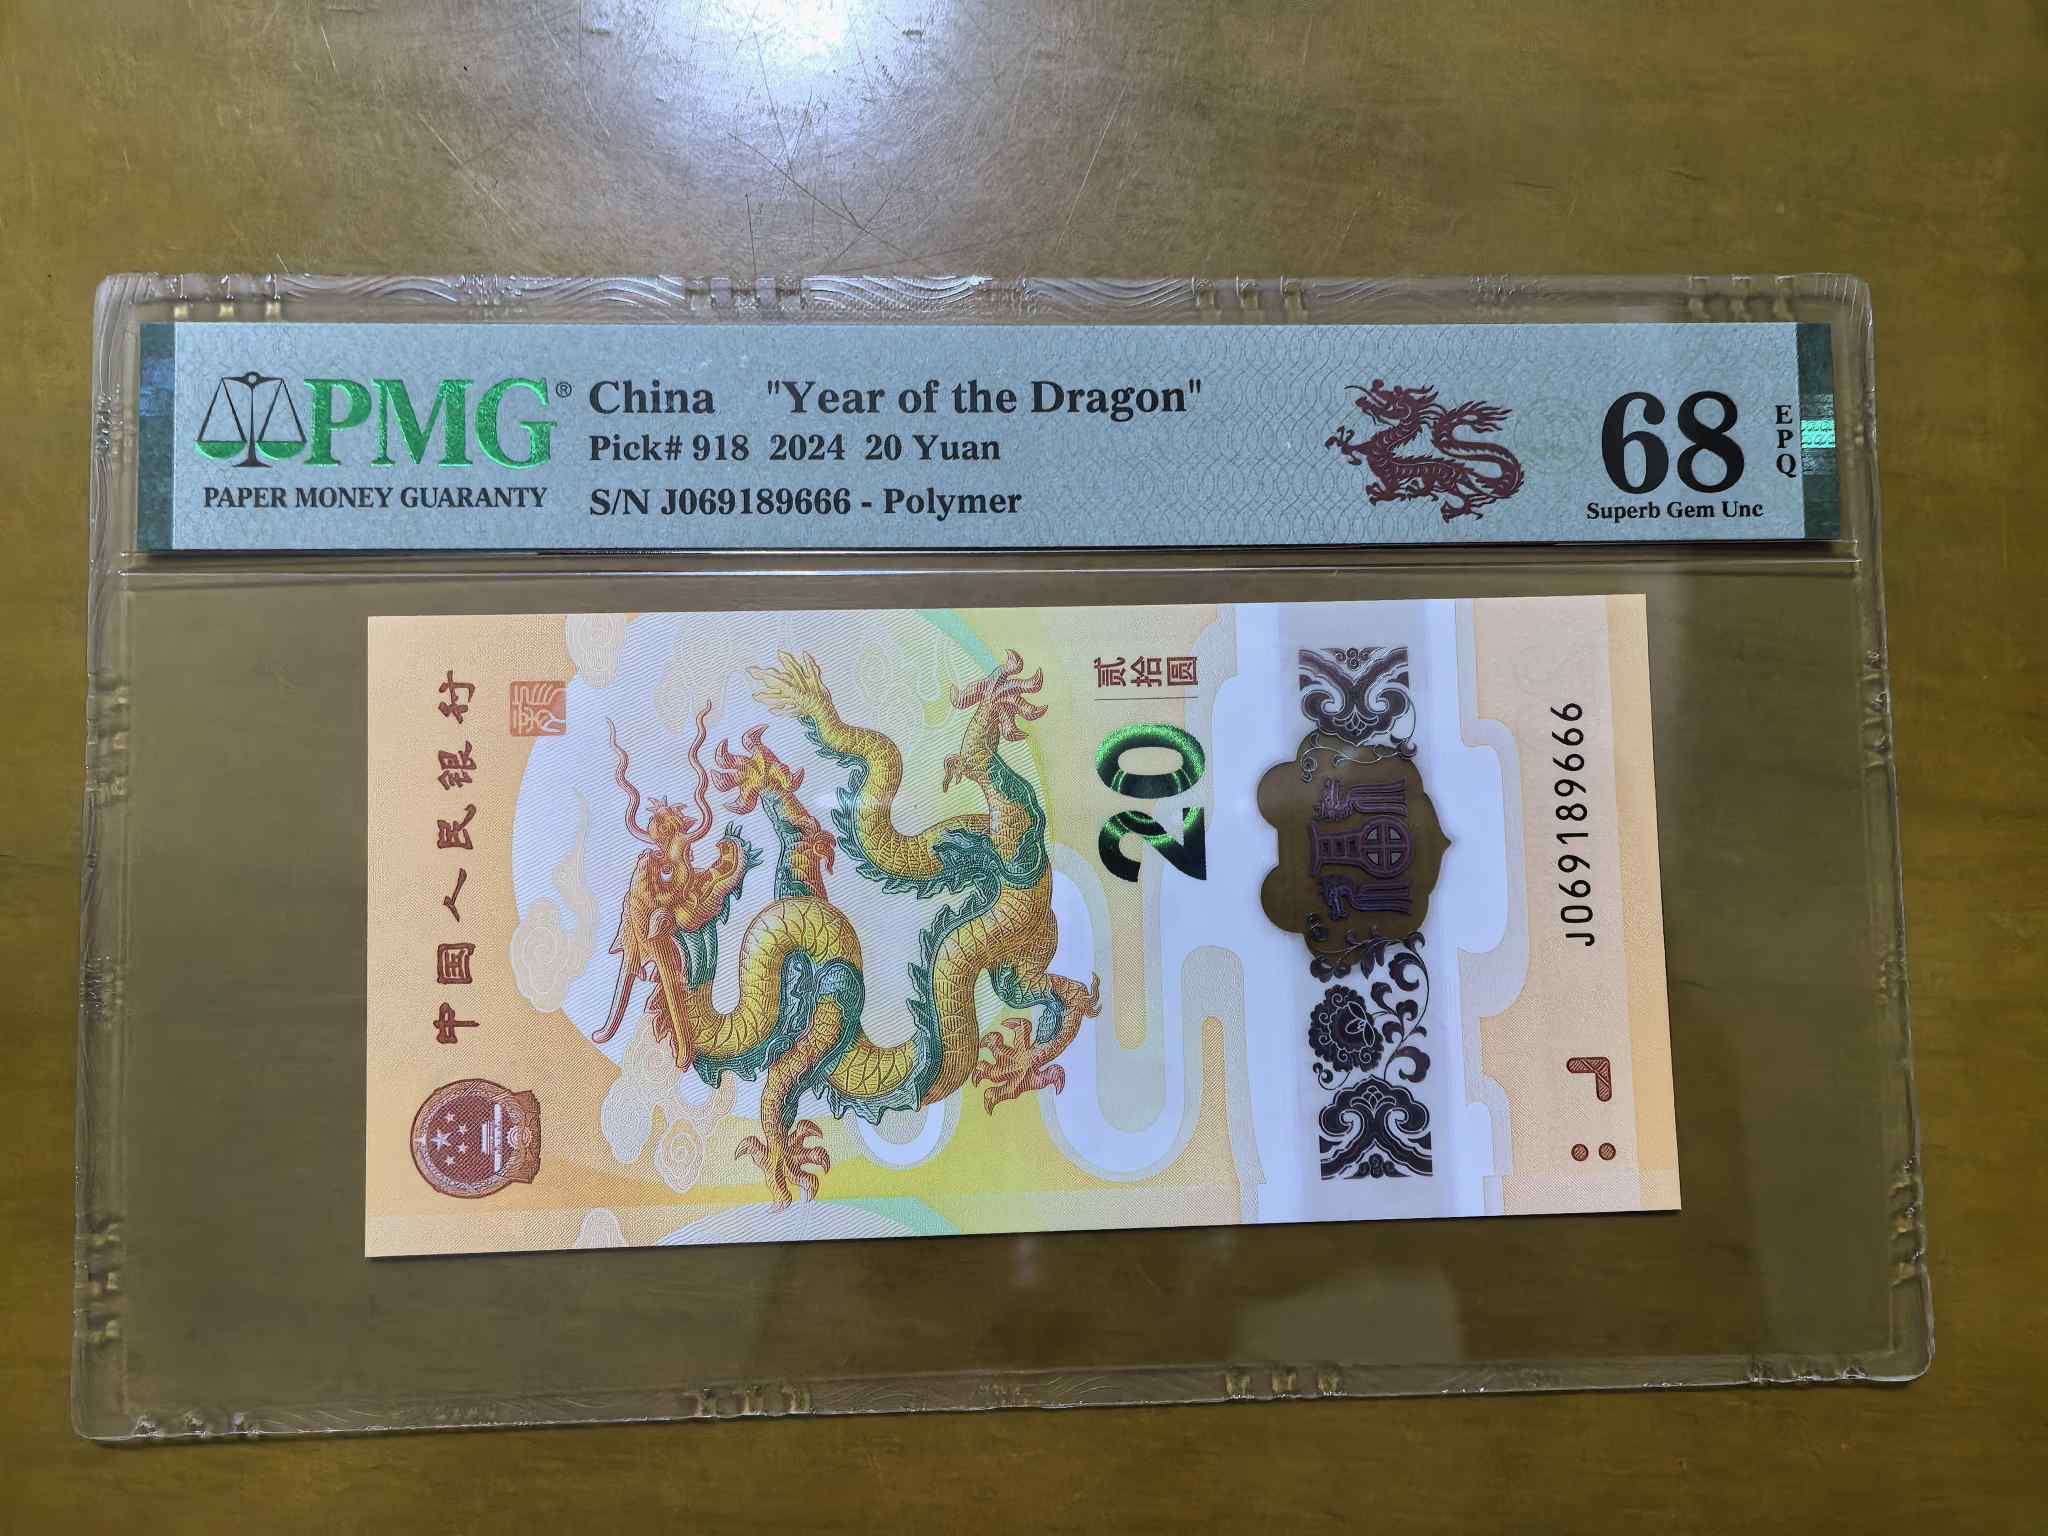 PMG®
PAPER MONEY GUARANTY
China "Year of the Dragon"
Pick# 918 2024 20 Yuan
S/N J069189666 - Polymer
68
EPQ
Superb Gem Unc
中国人民银行
贰拾圆
20
J069189666